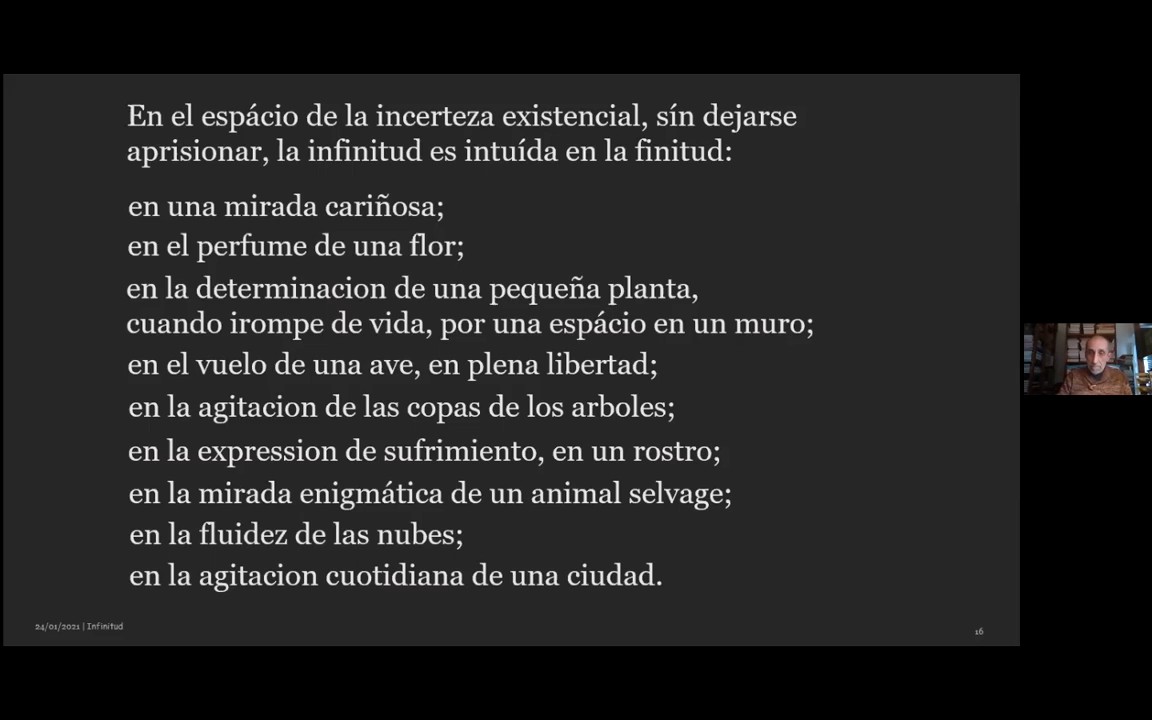 En el espácio de la incerteza existencial, sín dejarse
aprisionar, la infinitud es intuída en la finitud:
en una mirada cariñosa;
en el perfume de una flor;
en la determinacion de una pequeña planta,
cuando irompe de vida, por una espácio en un muro;
en el vuelo de una ave, en plena libertad;
en la agitacion de las copas de los arboles;
en la expression de sufrimiento, en un rostro;
en la mirada enigmática de un animal selvage;
en la fluidez de las nubes;
en la agitacion cuotidiana de una ciudad.
24/01/2021 | Infinitud
16